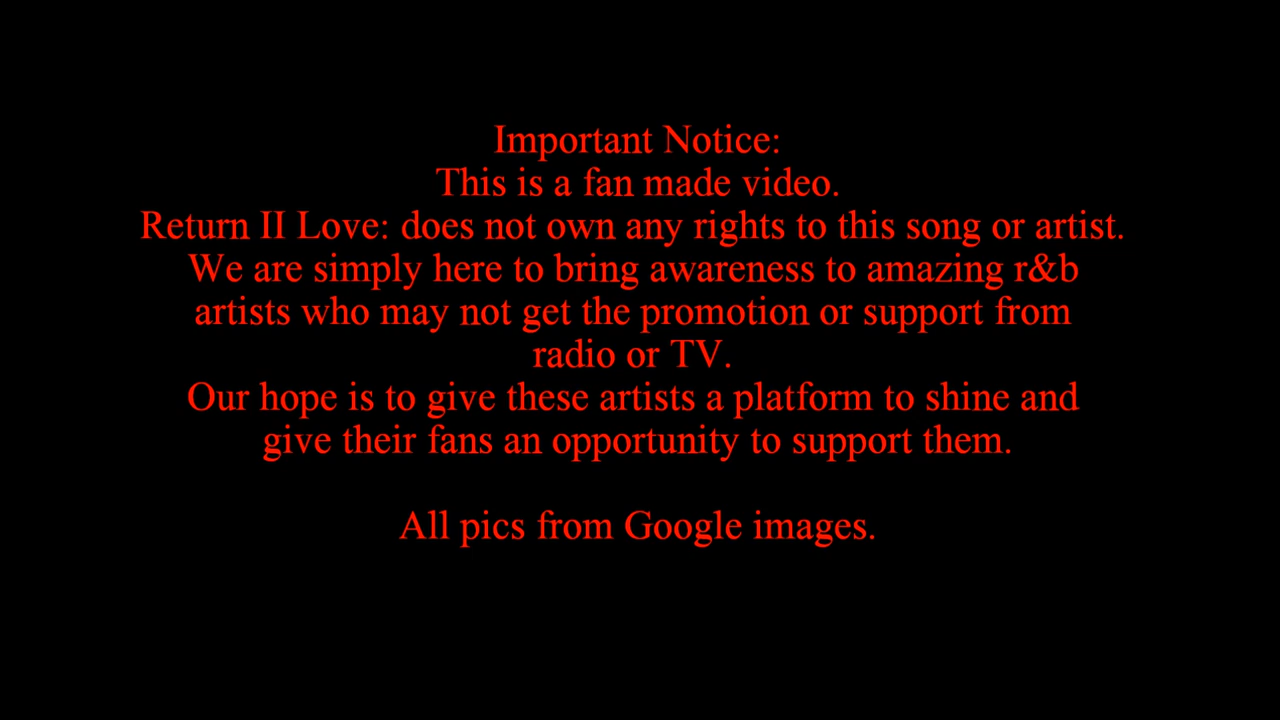 Important Notice:
This is a fan made video.
Return II Love: does not own any rights to this song or artist.
We are simply here to bring awareness to amazing r&b
artists who may not get the promotion or support from
radio or TV.
Our hope is to give these artists a platform to shine and
give their fans an opportunity to support them.
All pics from Google images.